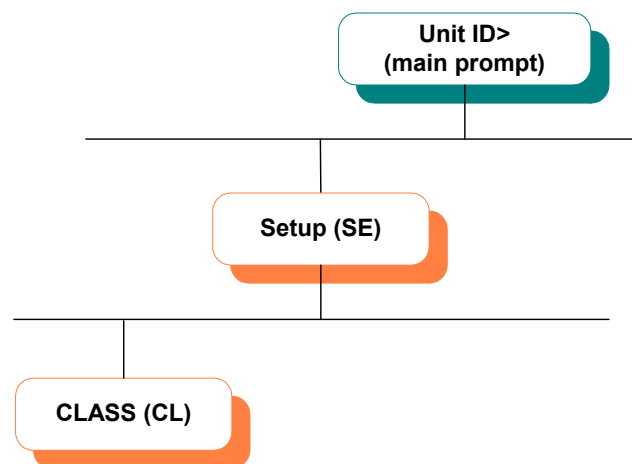 Unit ID>
(main prompt)
Setup (SE)
CLASS (CL)